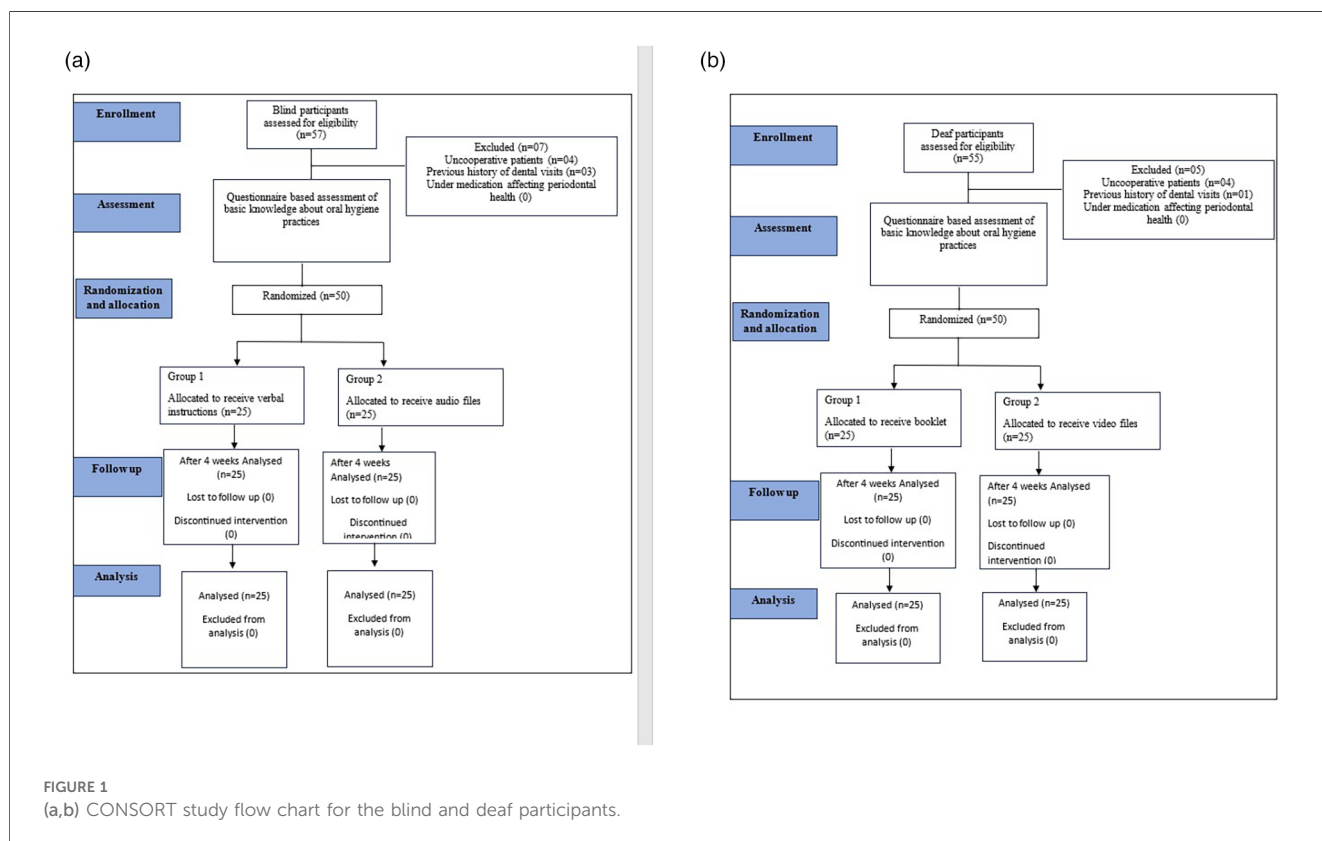 (a)
Enrollment
Blind participants
assessed for eligibility
(n=57)
Excluded (n=07)
Uncooperative patients (n=04)
Previous history of dental visits (n=03)
Under medication affecting periodontal
health (0)
Assessment
Questionnaire based assessment of
basic knowledge about oral hygiene
practices
Randomization
and allocation
Randomized (n=50)
Group 1
Allocated to receive verbal
instructions (n=25)
Group 2
Allocated to receive audio files
(n=25)
Follow up
After 4 weeks Analysed
(n=25)
Lost to follow up (0)
Discontinued intervention
(0)
After 4 weeks
Analysed (n=25)
Lost to follow up (0)
Discontinued
intervention (0)
Analysis
Analysed (n=25)
Excluded from
analysis (0)
Analysed (n=25)
Excluded from
analysis (0)
(b)
Enrollment
Deaf participants
assessed for eligibility
(n=55)
Excluded (n=05)
Uncooperative patients (n=04)
Previous history of dental visits (n=01)
Under medication affecting periodontal
health (0)
Assessment
Questionnaire based assessment of
basic knowledge about oral hygiene
practices
Randomization
and allocation
Randomized (n=50)
Group 1
Allocated to receive booklet
(n=25)
Group 2
Allocated to receive video files
(n=25)
Follow up
After 4 weeks Analysed
(n=25)
Lost to follow up (0)
Discontinued intervention
(0)
After 4 weeks Analysed
(n=25)
Lost to follow up (0)
Discontinued
intervention (0)
Analysis
Analysed (n=25)
Excluded from
analysis (0)
Analysed (n=25)
Excluded from
analysis (0)
FIGURE 1
(a,b) CONSORT study flow chart for the blind and deaf participants.